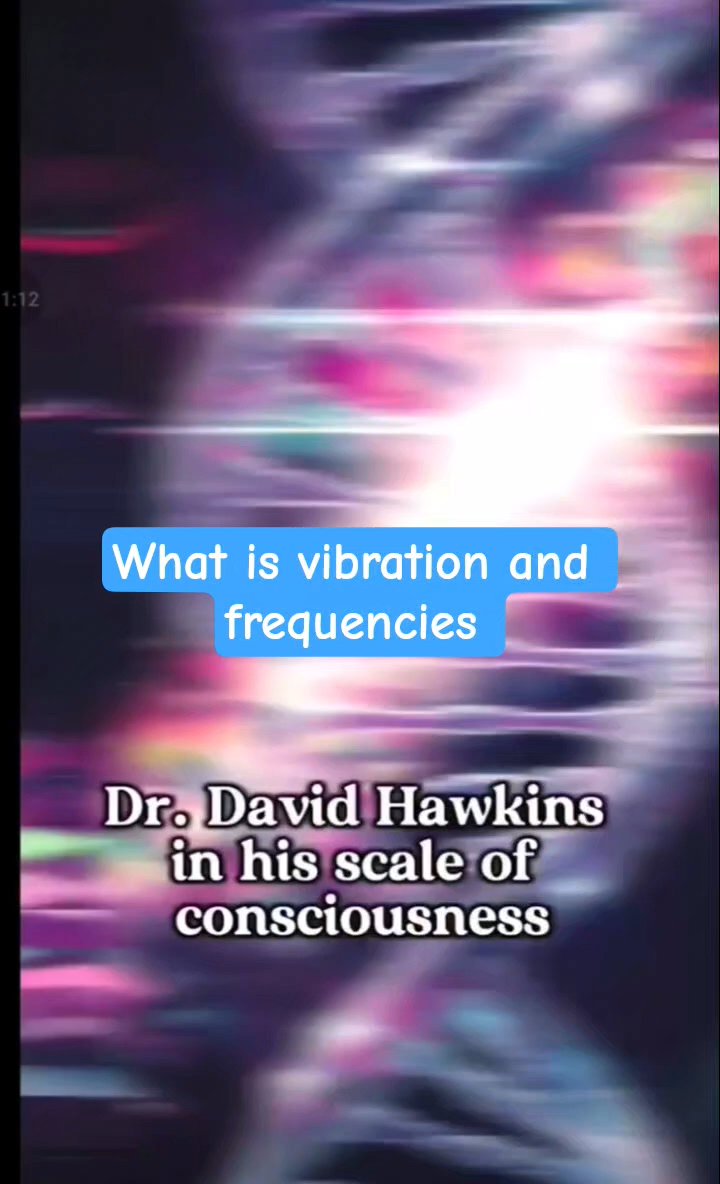 1:12
What is vibration and
frequencies
Dr. David Hawkins
in his scale of
consciousness